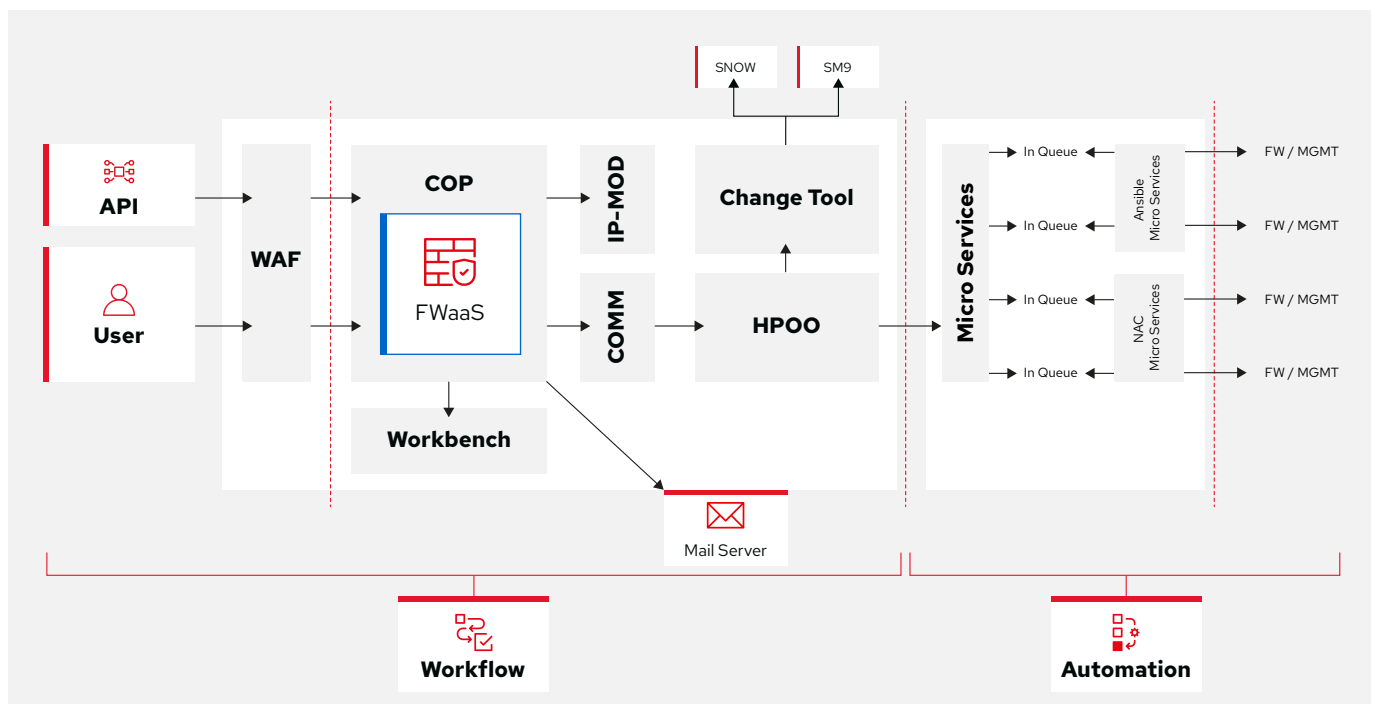 SNOW
SM9
API
User
WAF
COP
FWaaS
Workbench
IP-MOD
COMM
Change Tool
HPOO
Mail Server
Micro Services
In Queue
In Queue
In Queue
In Queue
Ansible
Micro Services
NAC
Micro Services
FW / MGMT
FW / MGMT
FW / MGMT
FW / MGMT
Workflow
Automation